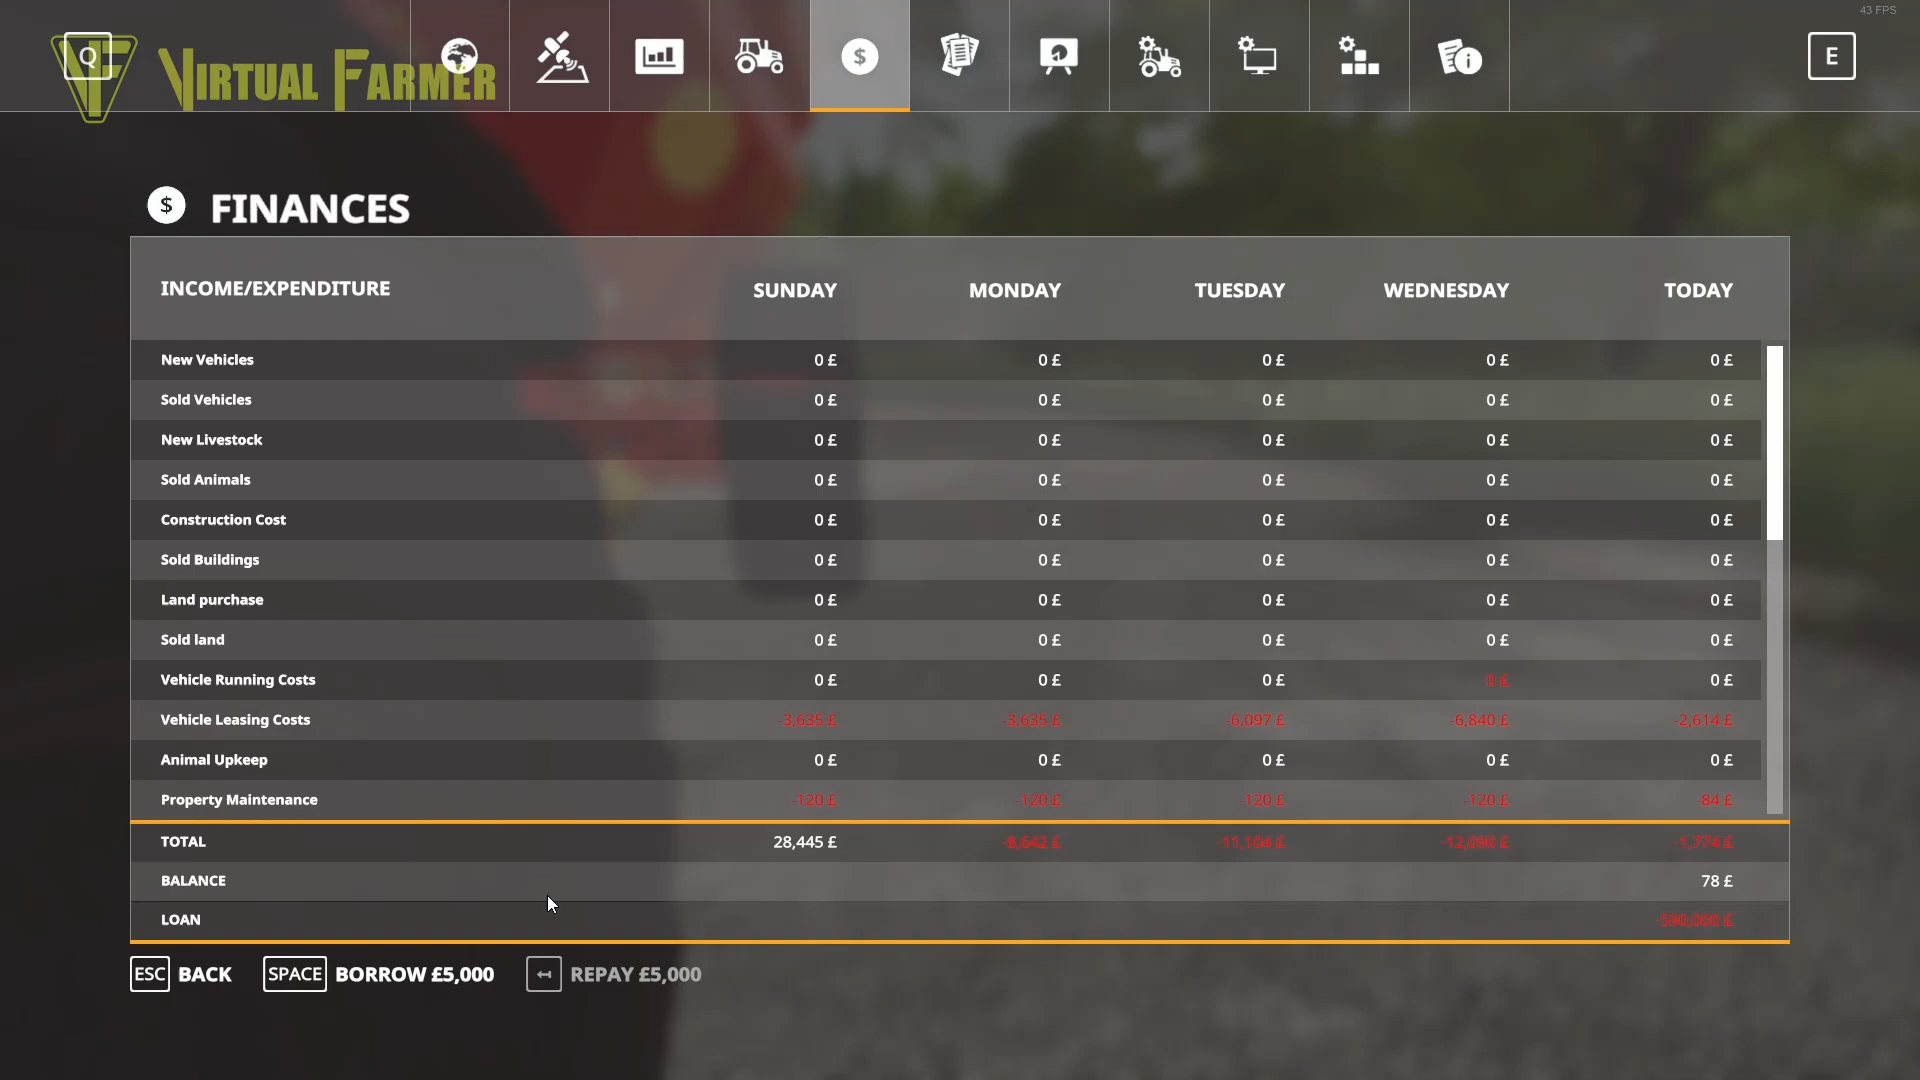 43 FPS
Q VF VIRTUAL FARMER E
$
$ FINANCES
INCOME/EXPENDITURE SUNDAY MONDAY TUESDAY WEDNESDAY TODAY
New Vehicles 0 £ 0 £ 0 £ 0 £ 0 £
Sold Vehicles 0 £ 0 £ 0 £ 0 £ 0 £
New Livestock 0 £ 0 £ 0 £ 0 £ 0 £
Sold Animals 0 £ 0 £ 0 £ 0 £ 0 £
Construction Cost 0 £ 0 £ 0 £ 0 £ 0 £
Sold Buildings 0 £ 0 £ 0 £ 0 £ 0 £
Land purchase 0 £ 0 £ 0 £ 0 £ 0 £
Sold land 0 £ 0 £ 0 £ 0 £ 0 £
Vehicle Running Costs 0 £ 0 £ 0 £ 0 £ 0 £
Vehicle Leasing Costs -3,635 £ -3,635 £ -6,097 £ -6,840 £ -2,614 £
Animal Upkeep 0 £ 0 £ 0 £ 0 £ 0 £
Property Maintenance -120 £ -120 £ -120 £ -120 £ -84 £
TOTAL 28,445 £ -8,642 £ -11,104 £ -1,774 £
BALANCE 78 £
LOAN -590,000 £
ESC BACK SPACE BORROW £5,000 REPAY £5,000